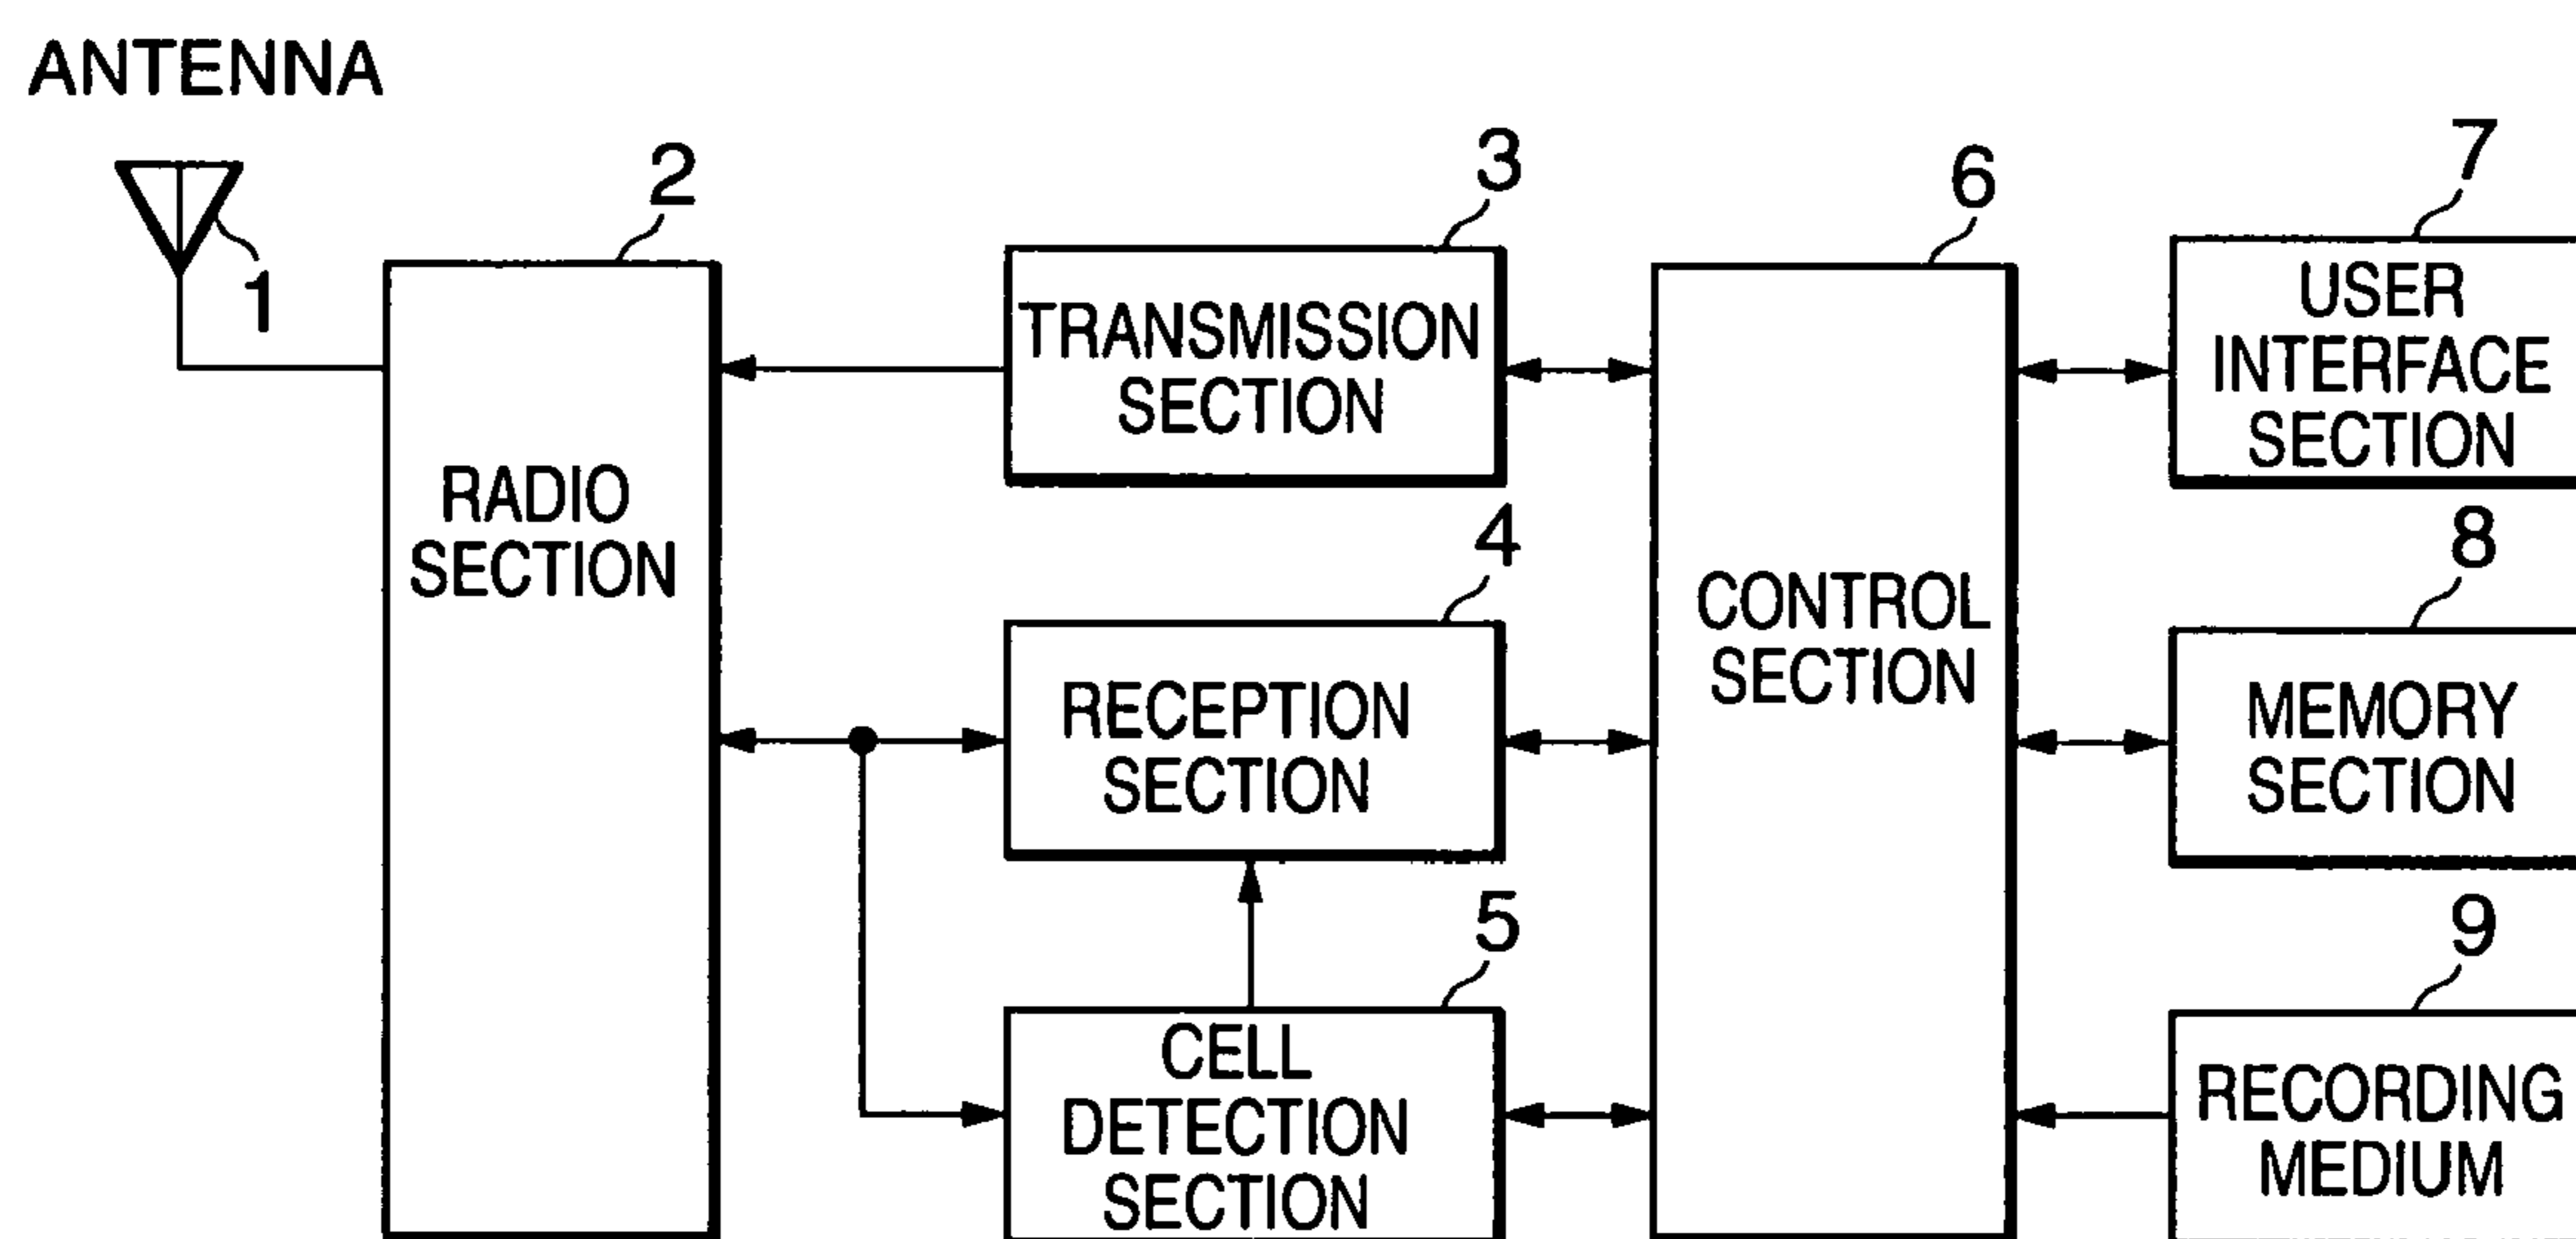 ANTENNA
1
2
RADIO
SECTION
3
TRANSMISSION
SECTION
4
RECEPTION
SECTION
5
CELL
DETECTION
SECTION
6
CONTROL
SECTION
7
USER
INTERFACE
SECTION
8
MEMORY
SECTION
9
RECORDING
MEDIUM